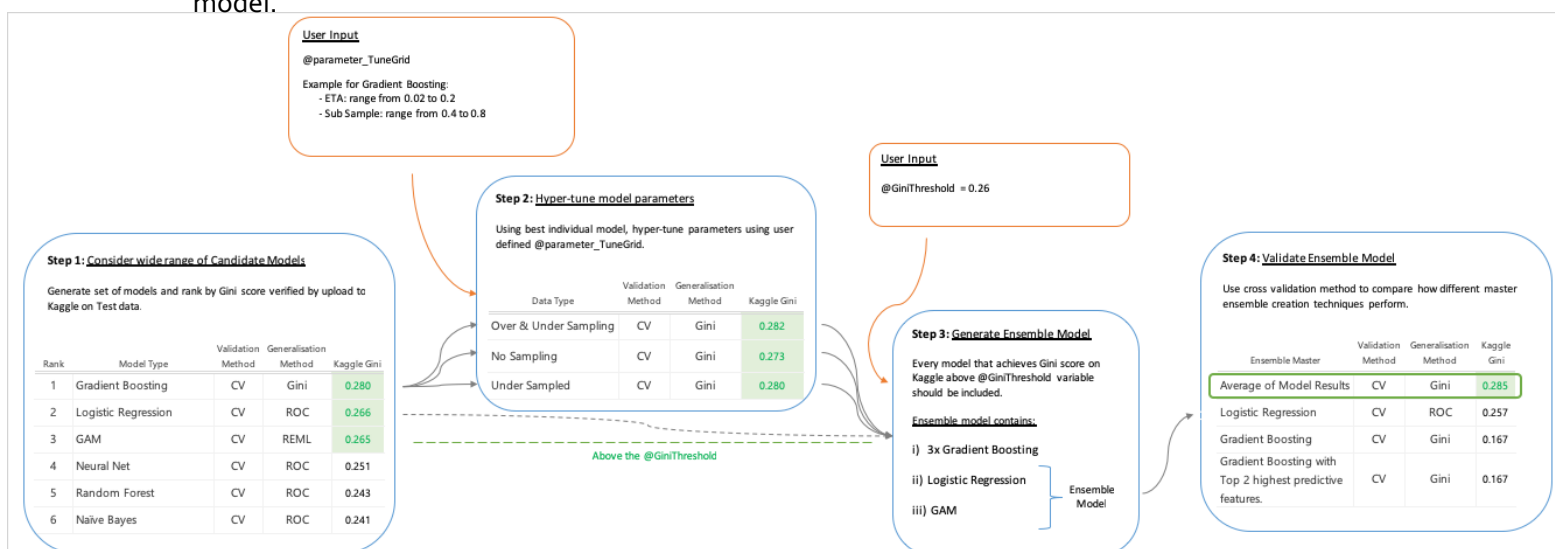 model.
User Input
@parameter_TuneGrid
Example for Gradient Boosting:
- ETA: range from 0.02 to 0.2
- Sub Sample: range from 0.4 to 0.8
User Input
@GiniThreshold = 0.26
Step 1: Consider wide range of Candidate Models
Generate set of models and rank by Gini score verified by upload to
Kaggle on Test data.
Rank Model Type Validation Method Generalisation Method Kaggle Gini
1 Gradient Boosting CV Gini 0.280
2 Logistic Regression CV ROC 0.266
3 GAM CV REML 0.265
4 Neural Net CV ROC 0.251
5 Random Forest CV ROC 0.243
6 Naïve Bayes CV ROC 0.241
Step 2: Hyper-tune model parameters
Using best individual model, hyper-tune parameters using user
defined @parameter_TuneGrid.
Data Type Validation Method Generalisation Method Kaggle Gini
Over & Under Sampling CV Gini 0.282
No Sampling CV Gini 0.273
Under Sampled CV Gini 0.280
Above the @GiniThreshold
Step 3: Generate Ensemble Model
Every model that achieves Gini score on
Kaggle above @GiniThreshold variable
should be included.
Ensemble model contains:
i) 3x Gradient Boosting
ii) Logistic Regression
iii) GAM
Ensemble
Model
Step 4: Validate Ensemble Model
Use cross validation method to compare how different master
ensemble creation techniques perform.
Ensemble Master Validation Method Generalisation Method Kaggle Gini
Average of Model Results CV Gini 0.285
Logistic Regression CV ROC 0.257
Gradient Boosting CV Gini 0.167
Gradient Boosting with
Top 2 highest predictive CV Gini 0.167
features.